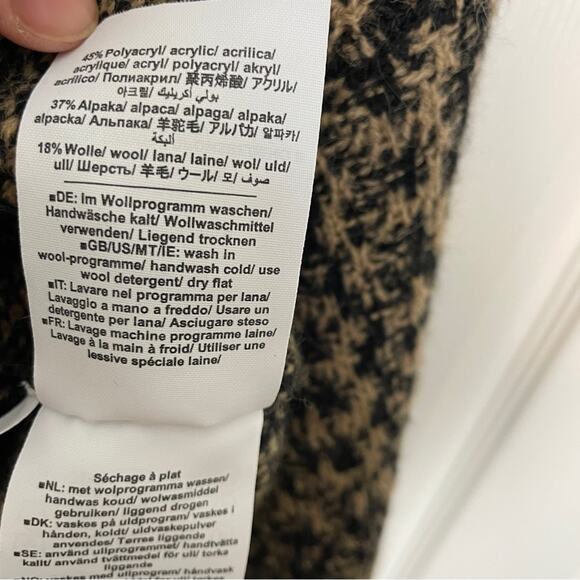 45% Polyacryl/ acrylic/ acrilica/
acrylique/ acryl/ polyacryl/ akryl/
acrílico/ Полиакрил/ 聚丙烯酸/ アクリル/
아크릴/ بولي أكريليك/
37% Alpaka/ alpaca/ alpaga/ alpaka/
alpacka/ Альпака/ 羊驼毛/ アルパカ/ 알파카/
ألبكة/
18% Wolle/ wool/ lana/ laine/ wol/ uld/
ull/ Шерсть/ 羊毛/ ウール/ 모/ صوف/
■DE: Im Wollprogramm waschen/
Handwäsche kalt/ Wollwaschmittel
verwenden/ Liegend trocknen
■GB/US/MT/IE: wash in
wool-programme/ handwash cold/ use
wool detergent/ dry flat
■IT: Lavare nel programma per lana/
Lavaggio a mano a freddo/ Usare un
detergente per lana/ Asciugare steso
■FR: Lavage machine programme laine/
Lavage à la main à froid/ Utiliser une
lessive spéciale laine/
Séchage à plat
■NL: met wolprogramma wassen/
handwas koud/ wolwasmiddel
gebruiken/ liggend drogen
■DK: vaskes på uldprogram/ vaskes i
hånden, koldt/ uldvaskepulver
anvendes/ Tørres liggende
■SE: använd ullprogrammet/ handtvätta
kallt/ använd tvättmedel för ull/ torka
liggande